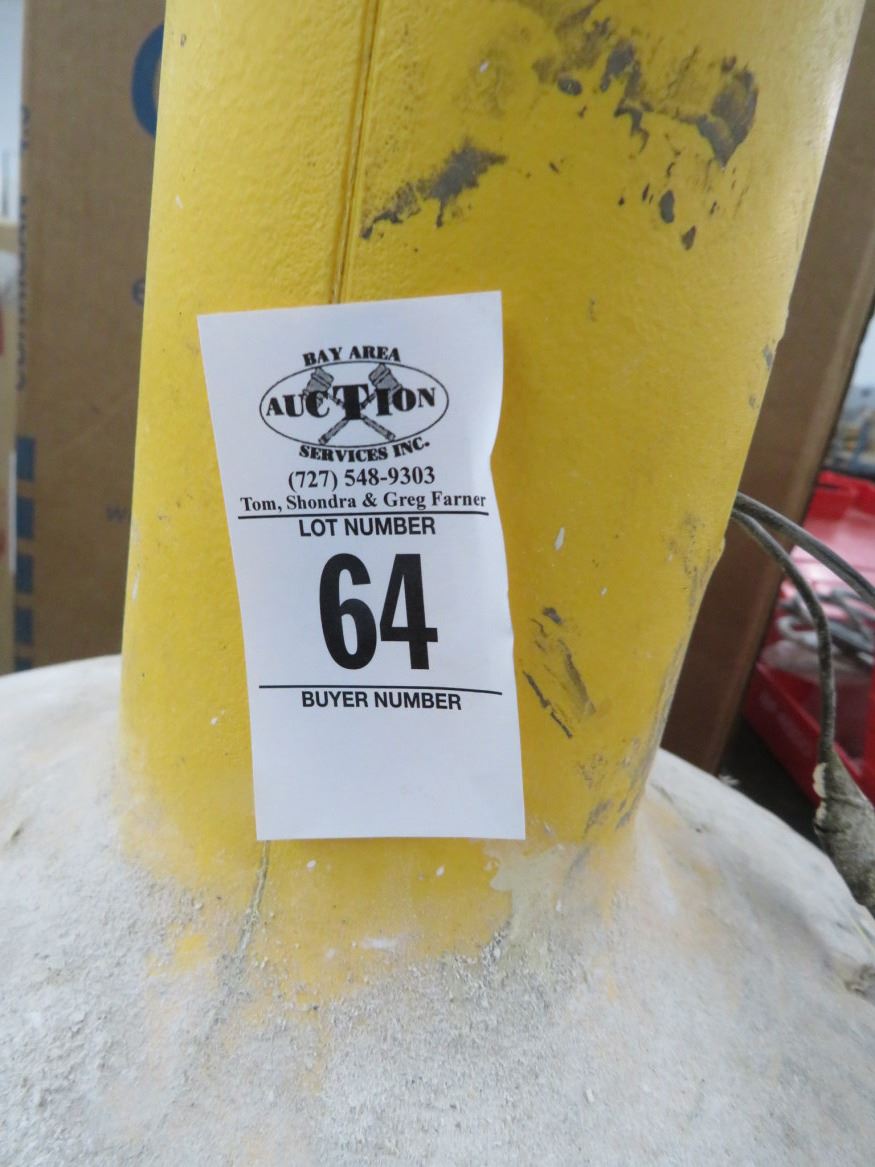 BAY AREA
AUCTION
SERVICES INC.
(727) 548-9303
Tom, Shondra & Greg Farner
LOT NUMBER
64
BUYER NUMBER